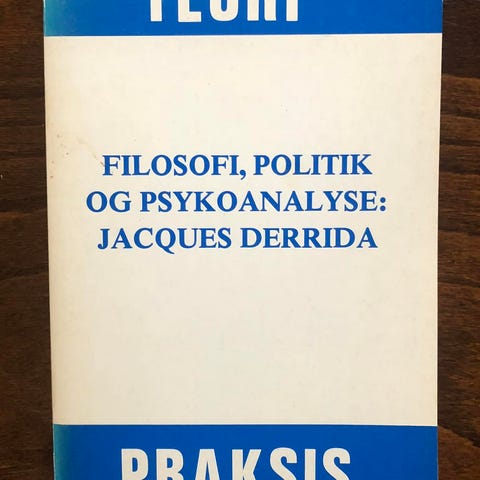 TEORI
FILOSOFI, POLITIK
OG PSYKOANALYSE:
JACQUES DERRIDA
PRAKSIS